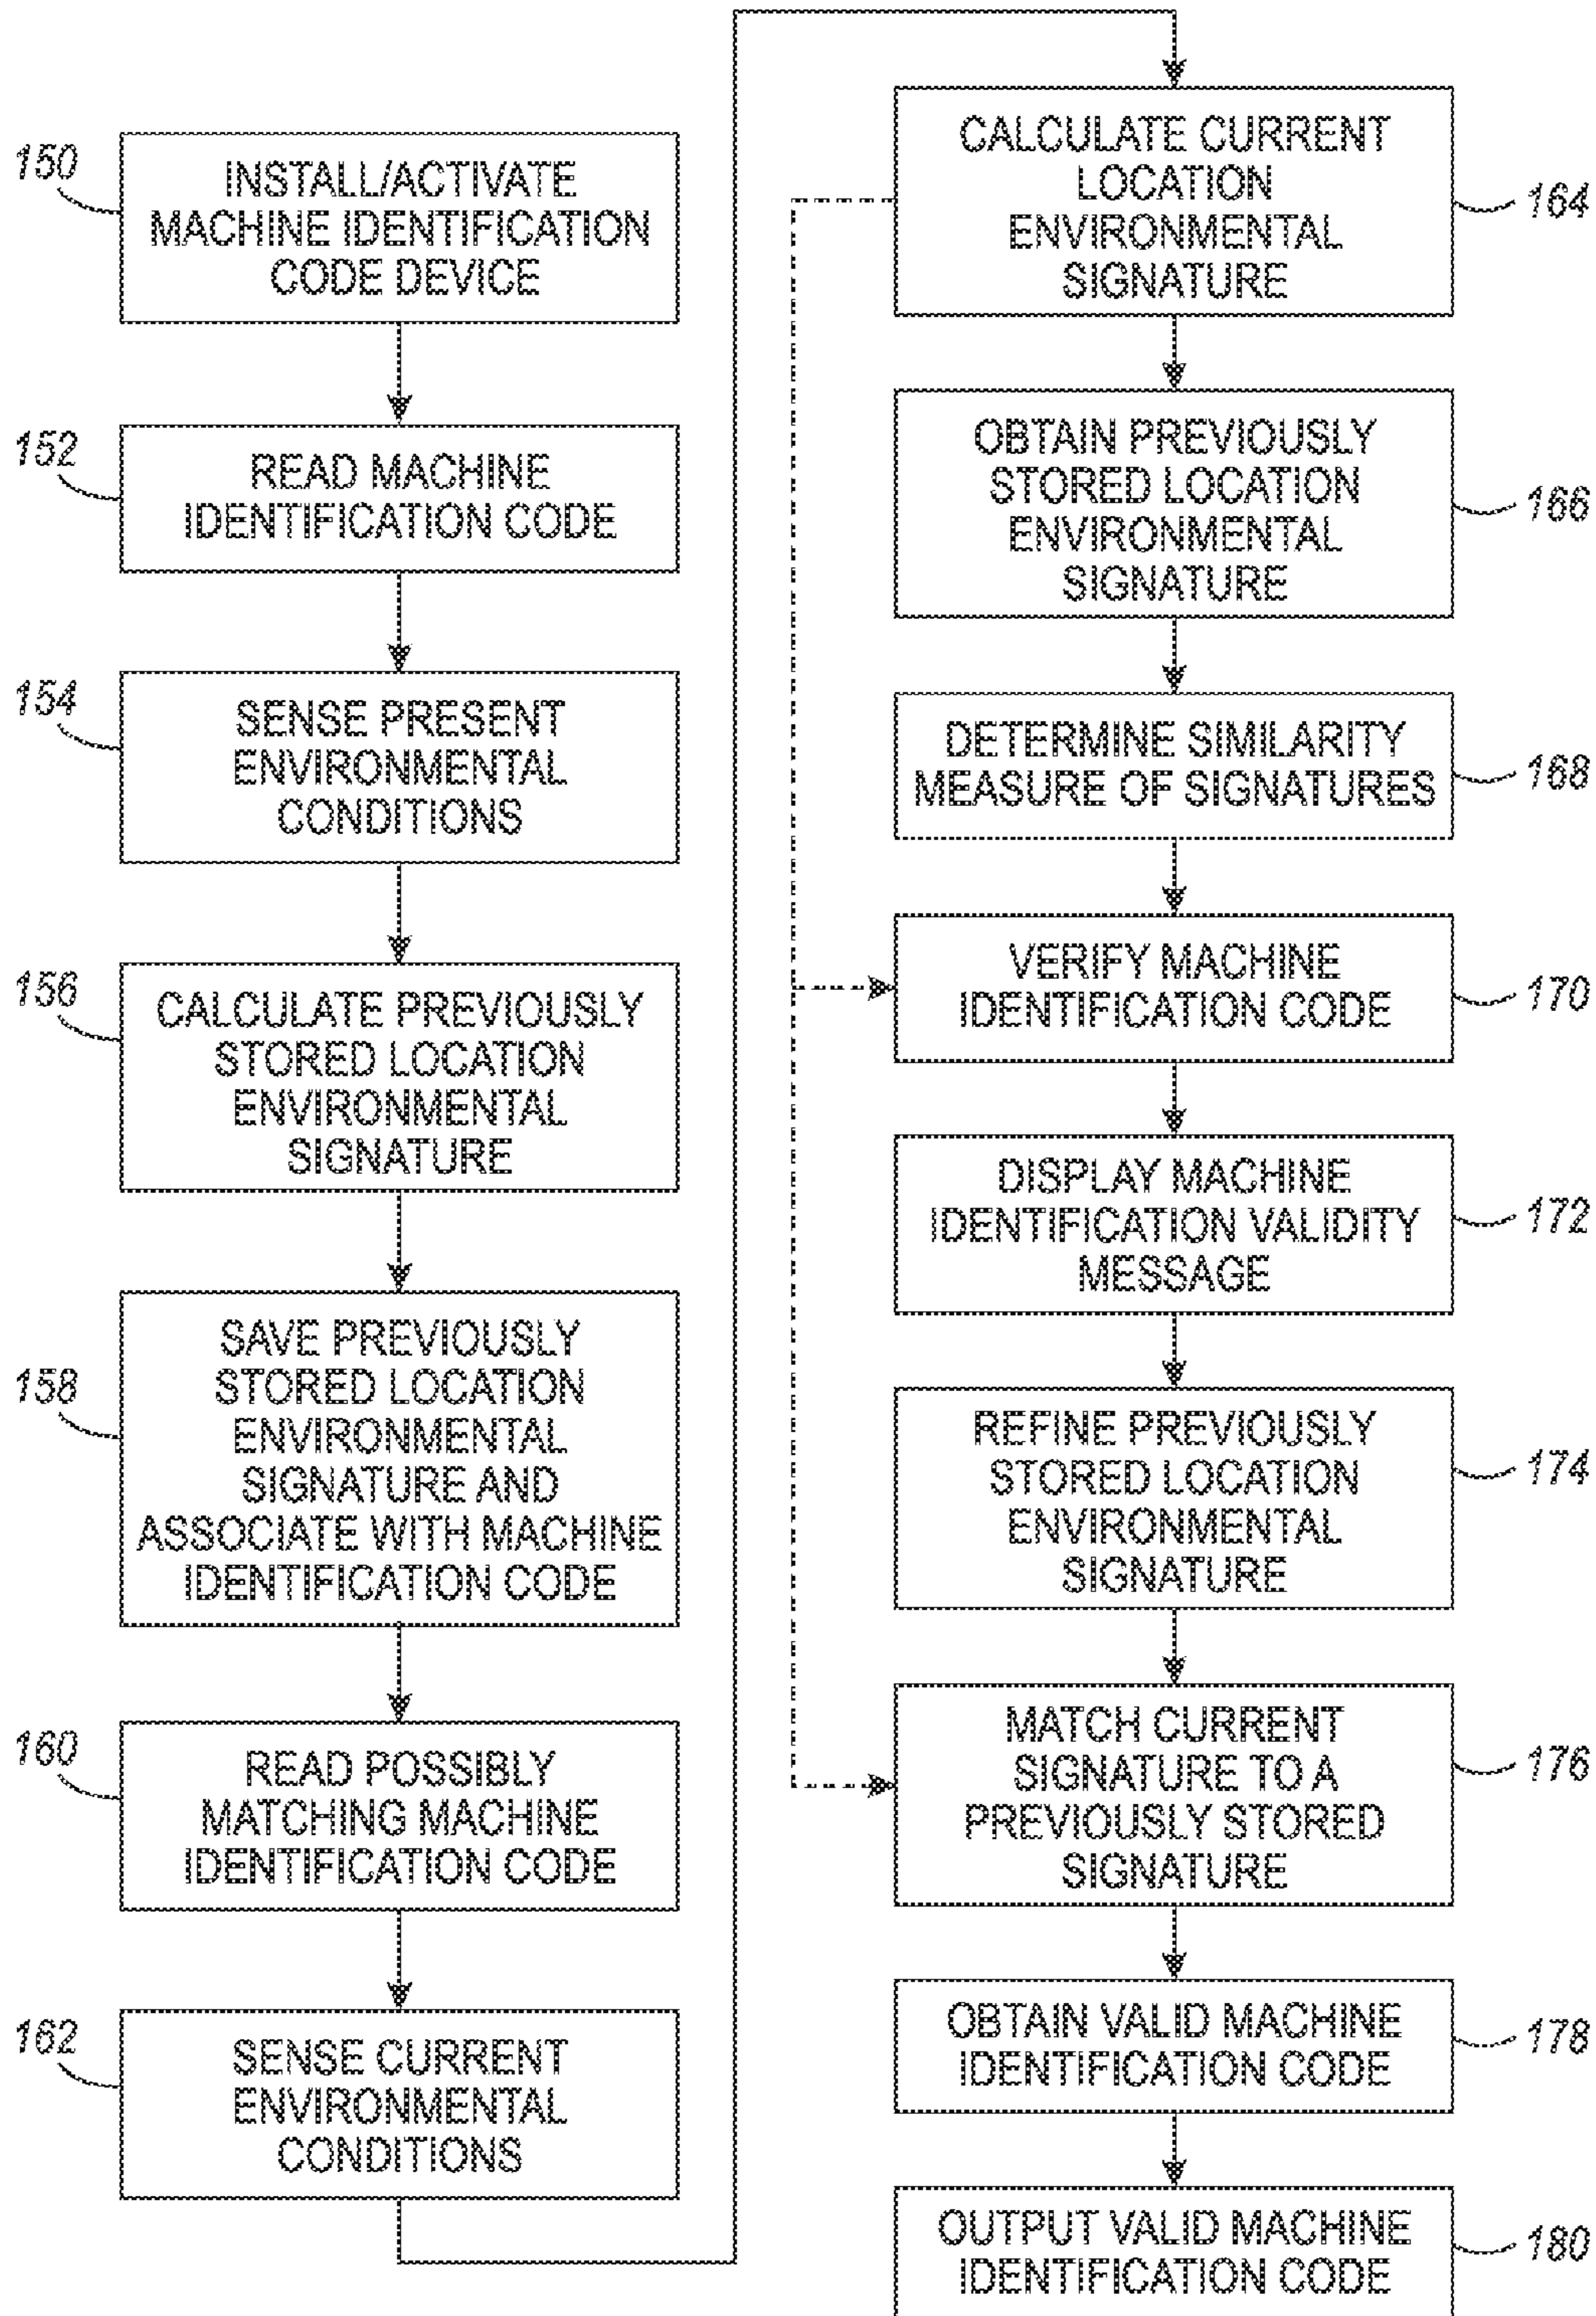 150
INSTALL/ACTIVATE
MACHINE IDENTIFICATION
CODE DEVICE
152
READ MACHINE
IDENTIFICATION CODE
154
SENSE PRESENT
ENVIRONMENTAL
CONDITIONS
156
CALCULATE PREVIOUSLY
STORED LOCATION
ENVIRONMENTAL
SIGNATURE
158
SAVE PREVIOUSLY
STORED LOCATION
ENVIRONMENTAL
SIGNATURE AND
ASSOCIATE WITH MACHINE
IDENTIFICATION CODE
160
READ POSSIBLY
MATCHING MACHINE
IDENTIFICATION CODE
162
SENSE CURRENT
ENVIRONMENTAL
CONDITIONS
CALCULATE CURRENT
LOCATION
ENVIRONMENTAL
SIGNATURE
164
OBTAIN PREVIOUSLY
STORED LOCATION
ENVIRONMENTAL
SIGNATURE
166
DETERMINE SIMILARITY
MEASURE OF SIGNATURES
168
VERIFY MACHINE
IDENTIFICATION CODE
170
DISPLAY MACHINE
IDENTIFICATION VALIDITY
MESSAGE
172
REFINE PREVIOUSLY
STORED LOCATION
ENVIRONMENTAL
SIGNATURE
174
MATCH CURRENT
SIGNATURE TO A
PREVIOUSLY STORED
SIGNATURE
176
OBTAIN VALID MACHINE
IDENTIFICATION CODE
178
OUTPUT VALID MACHINE
IDENTIFICATION CODE
180